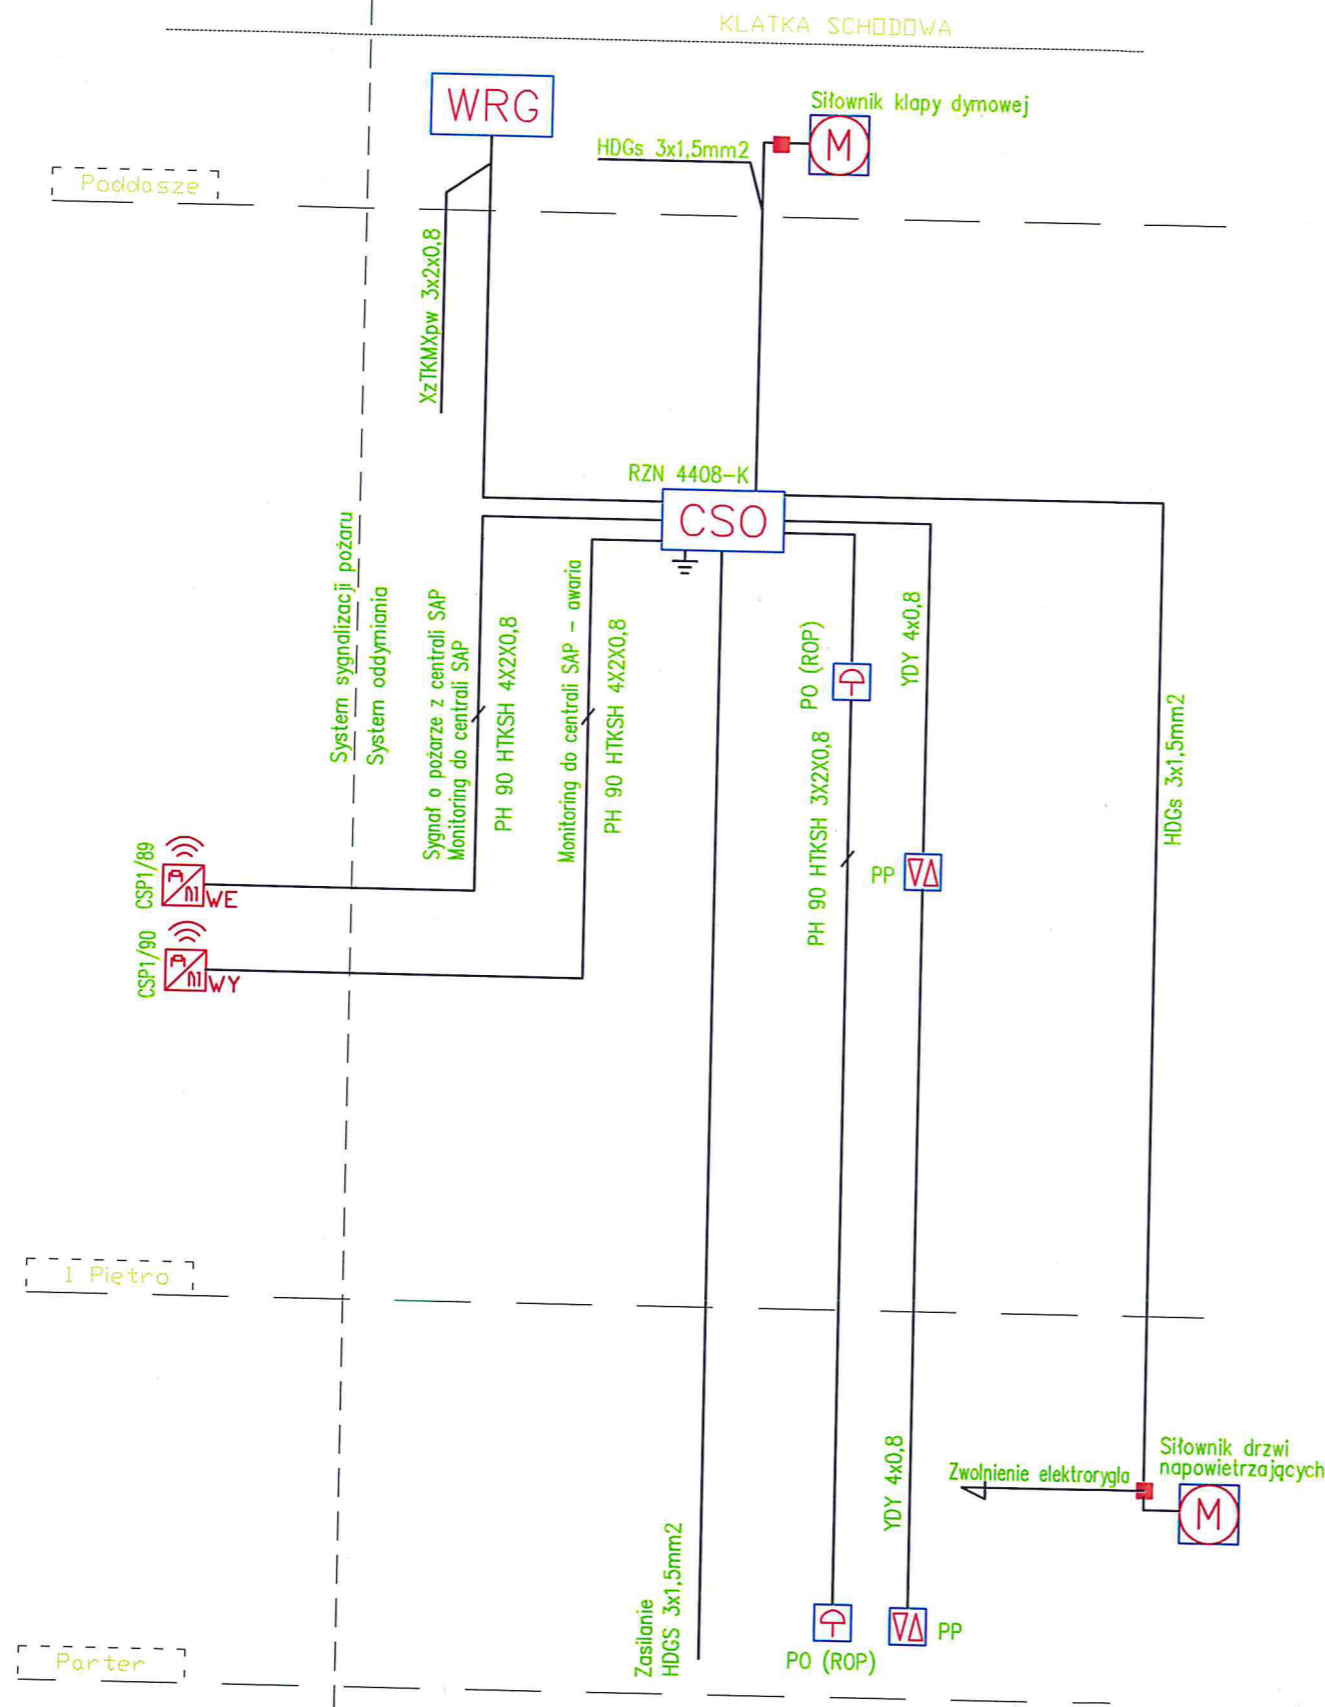 KLATKA SCHODOWA
WRG
Siłownik klapy dymowej
M
HDGs 3x1,5mm2
Poddasze
XzTKMXpw 3x2x0,8
RZN 4408-K
CSO
System sygnalizacji pożaru
System oddymiania
Sygnał o pożarze z centrali SAP
Monitoring do centrali SAP
PH 90 HTKSH 4X2X0,8
Monitoring do centrali SAP - awaria
PH 90 HTKSH 4X2X0,8
PO (ROP)
PH 90 HTKSH 3X2X0,8
YDY 4x0,8
PP
HDGs 3x1,5mm2
CSP1/89
A/M
WE
CSP1/90
A/M
WY
I Piętro
YDY 4x0,8
Zwolnienie elektrorygla
Siłownik drzwi
napowietrzających
M
Zasilanie
HDGS 3x1,5mm2
PO (ROP)
PP
Parter